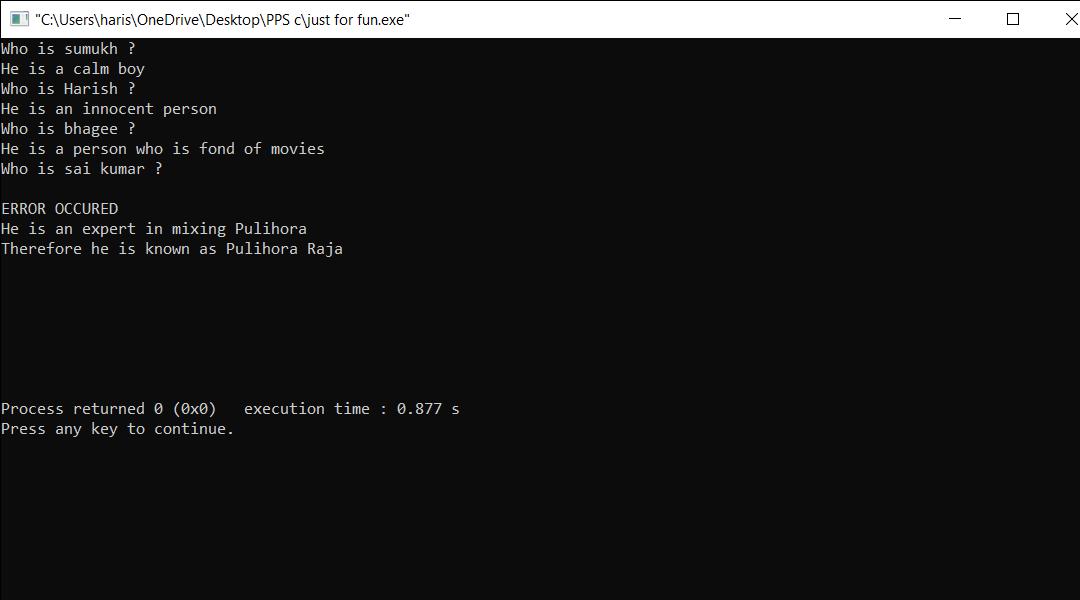 "C:\Users\haris\OneDrive\Desktop\PPS c\just for fun.exe"
Who is sumukh ?
He is a calm boy
Who is Harish ?
He is an innocent person
Who is bhagee ?
He is a person who is fond of movies
Who is sai kumar ?
ERROR OCCURED
He is an expert in mixing Pulihora
Therefore he is known as Pulihora Raja
Process returned 0 (0x0)   execution time : 0.877 s
Press any key to continue.